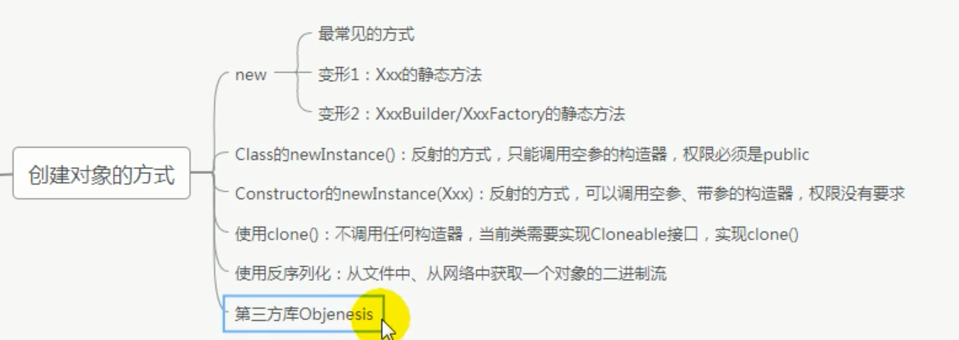 创建对象的方式
new
最常见的方式
变形1：Xxx的静态方法
变形2：XxxBuilder/XxxFactory的静态方法
Class的newInstance()：反射的方式，只能调用空参的构造器，权限必须是public
Constructor的newInstance(Xxx)：反射的方式，可以调用空参、带参的构造器，权限没有要求
使用clone()：不调用任何构造器，当前类需要实现Cloneable接口，实现clone()
使用反序列化：从文件中、从网络中获取一个对象的二进制流
第三方库Objenesis